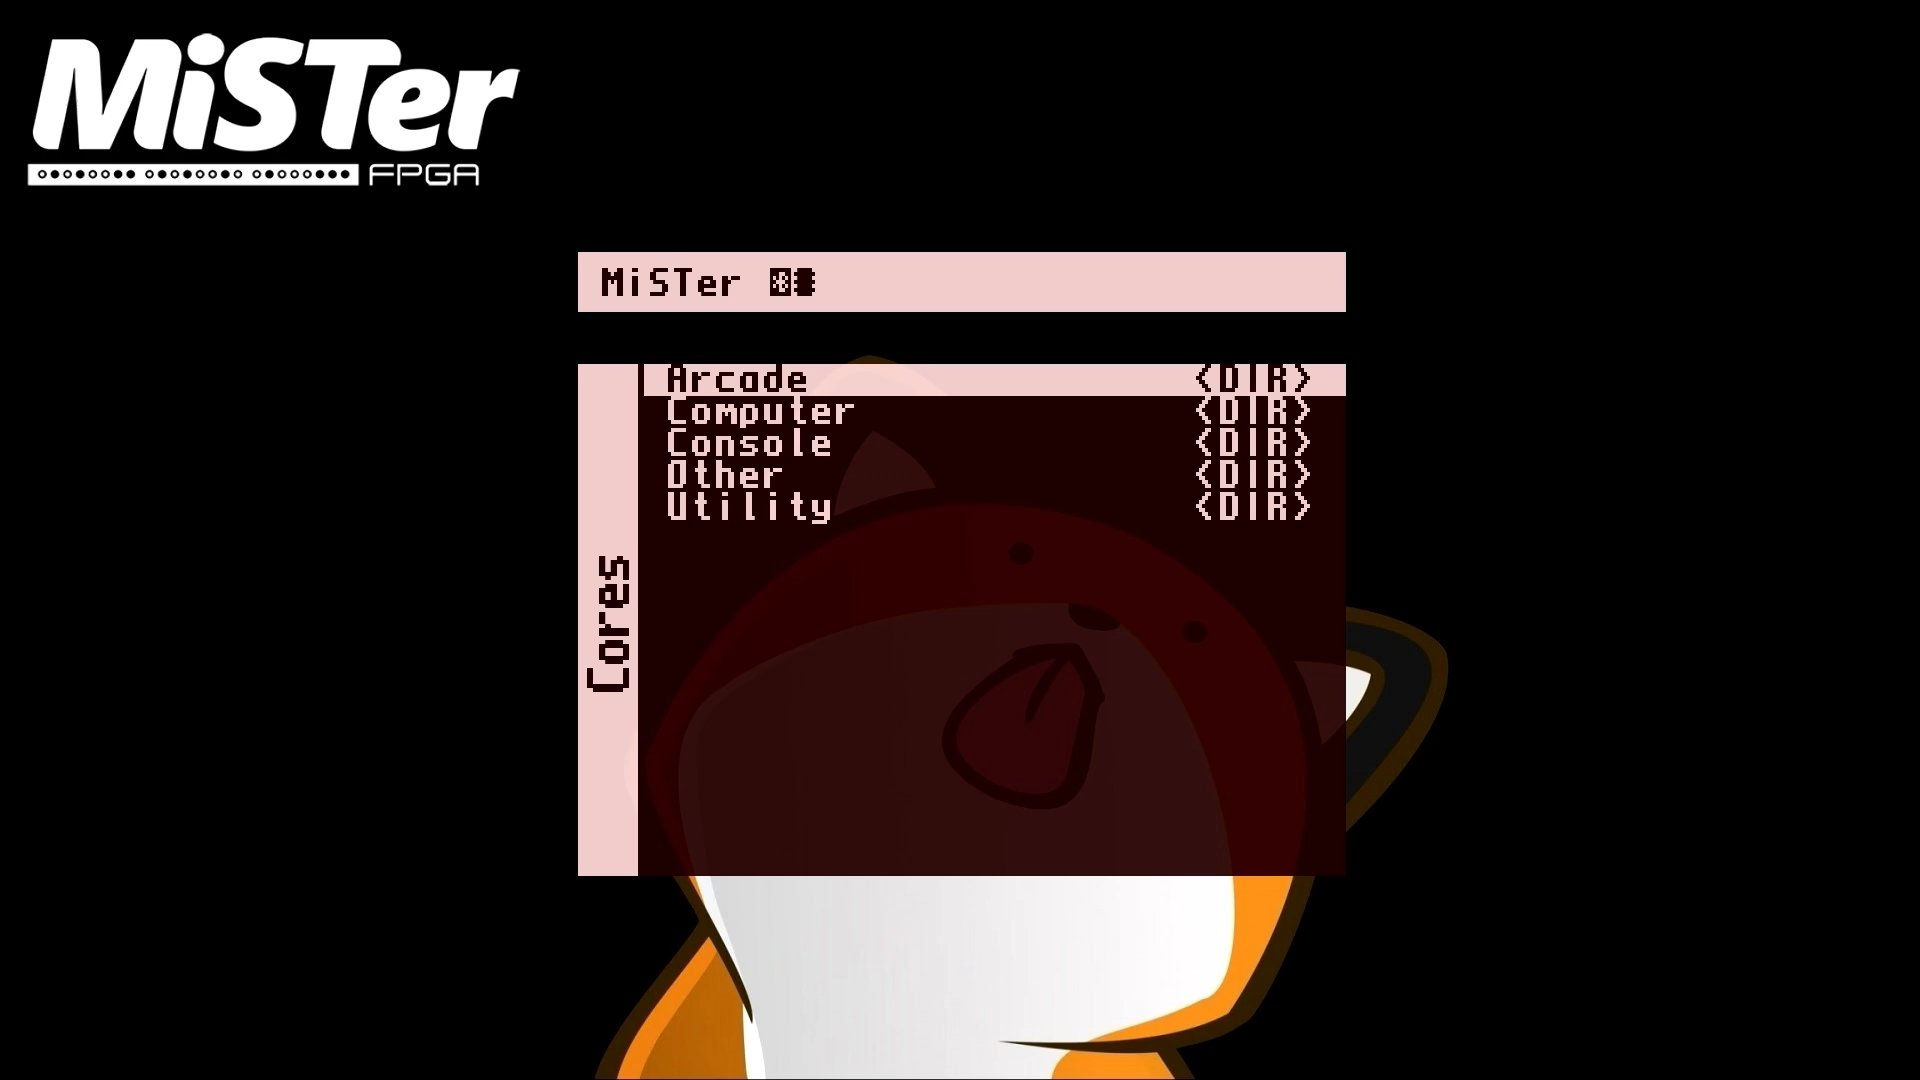 MiSTer
FPGA
MiSTer
Arcade <DIR>
Computer <DIR>
Console <DIR>
Other <DIR>
Utility <DIR>
Cores